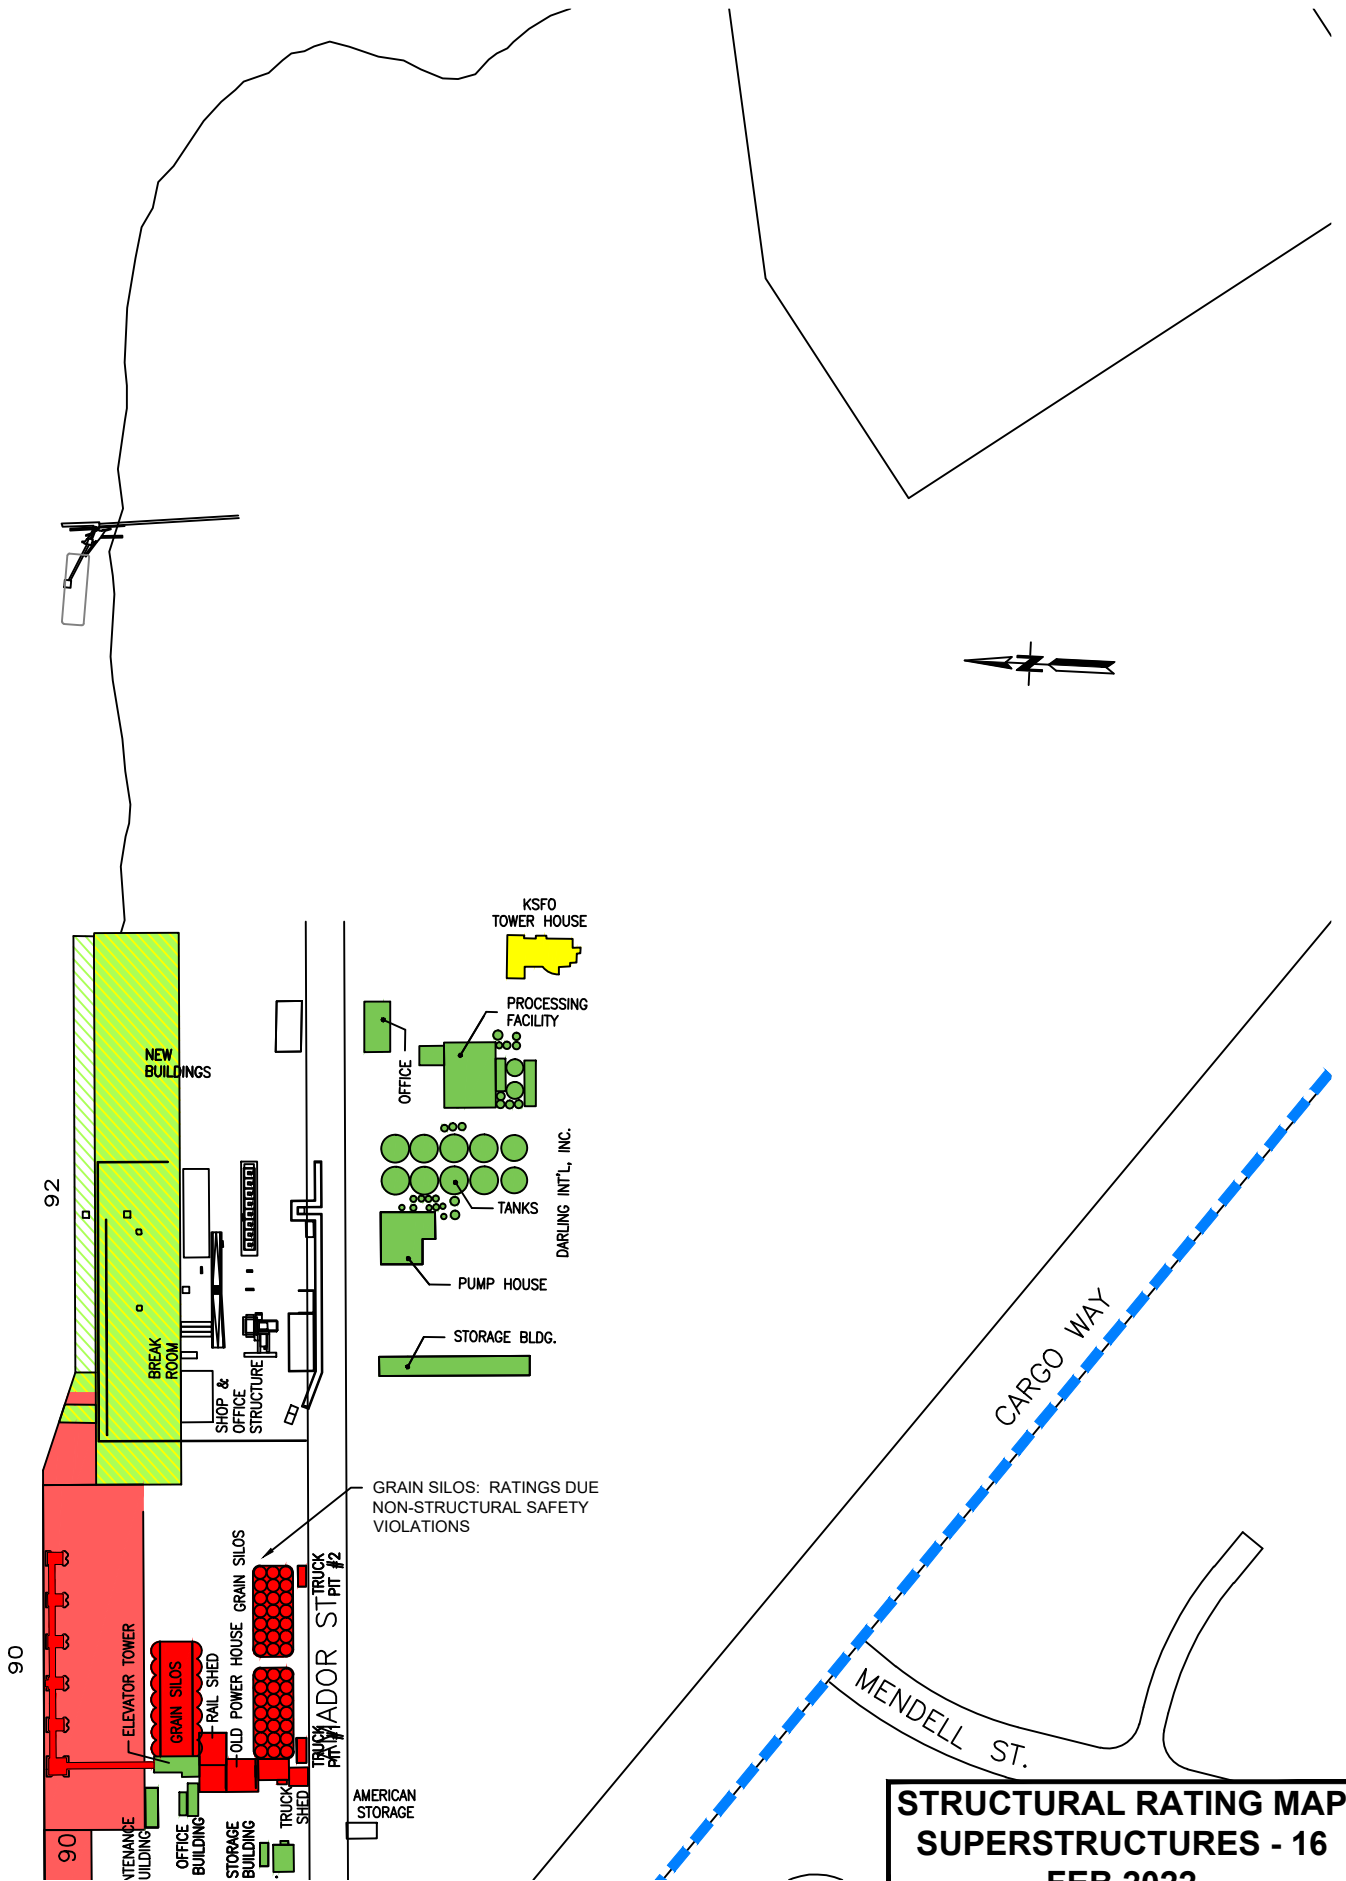 KSFO
TOWER HOUSE
PROCESSING
FACILITY
OFFICE
NEW
BUILDINGS
92
TANKS
DARLING INT'L, INC.
PUMP HOUSE
STORAGE BLDG.
BREAK
ROOM
SHOP &
OFFICE
STRUCTURE
CARGO WAY
GRAIN SILOS: RATINGS DUE
NON-STRUCTURAL SAFETY
VIOLATIONS
GRAIN SILOS
TRUCK
PIT #2
AMADOR ST
90
ELEVATOR TOWER
GRAIN SILOS
RAIL SHED
OLD POWER HOUSE
TRUCK
MENDELL ST.
N
AMERICAN
STORAGE
TRUCK
SHED
90
OFFICE
BUILDING
STORAGE
BUILDING
STRUCTURAL RATING MAP
SUPERSTRUCTURES - 16